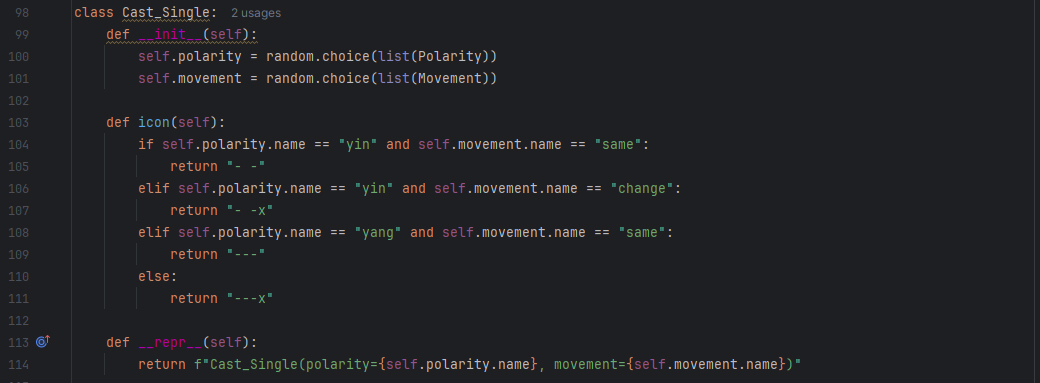 98 class Cast_Single: 2 usages
99     def __init__(self):
100         self.polarity = random.choice(list(Polarity))
101         self.movement = random.choice(list(Movement))
102
103     def icon(self):
104         if self.polarity.name == "yin" and self.movement.name == "same":
105             return "- -"
106         elif self.polarity.name == "yin" and self.movement.name == "change":
107             return "- -x"
108         elif self.polarity.name == "yang" and self.movement.name == "same":
109             return "---"
110         else:
111             return "---x"
112
113     def __repr__(self):
114         return f"Cast_Single(polarity={self.polarity.name}, movement={self.movement.name})"